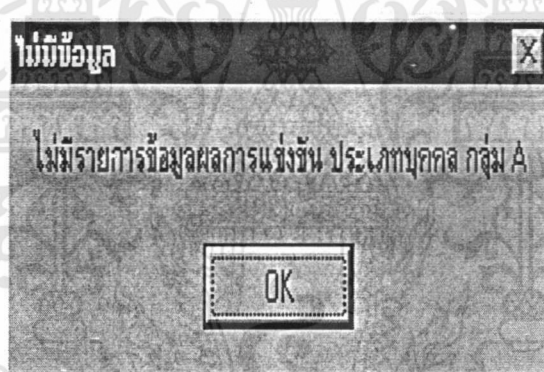 ไม่มีข้อมูล
ไม่มีรายการข้อมูลผลการแข่งขัน ประเภทบุคคล กลุ่ม A
OK